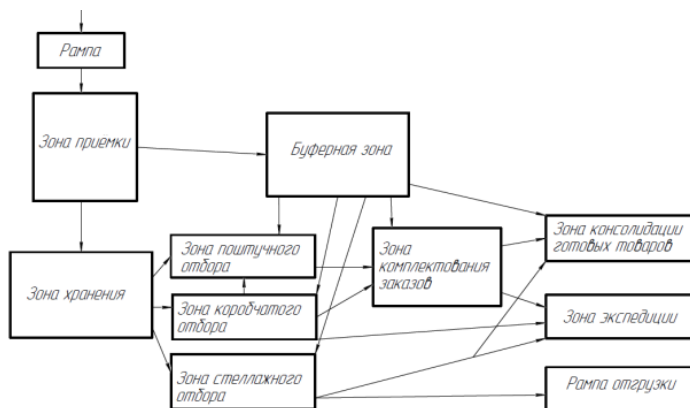 Рампа
Зона приемки
Буферная зона
Зона хранения
Зона поштучного
отбора
Зона коробчатого
отбора
Зона стеллажного
отбора
Зона
комплектования
заказов
Зона консолидации
готовых товаров
Зона экспедиции
Рампа отгрузки